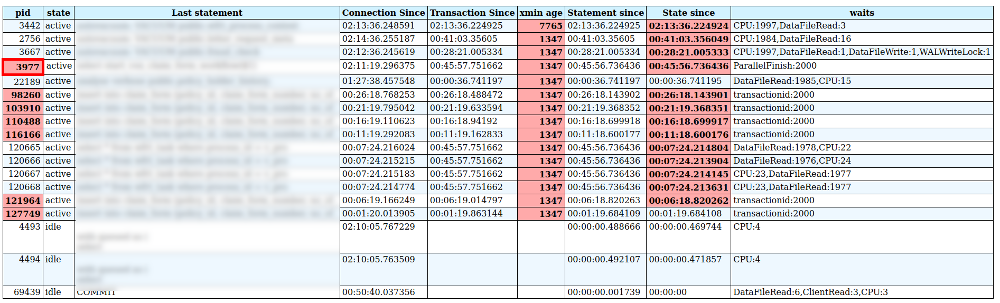 pid state Last statement Connection Since Transaction Since xmin age Statement since State since waits
3442 active 02:13:36.248591 02:13:36.224925 7765 02:13:36.224925 02:13:36.224924 CPU:1997,DataFileRead:3
2756 active 02:14:36.255187 00:41:03.35605 1347 00:41:03.35605 00:41:03.356049 CPU:1984,DataFileRead:16
3667 active 02:12:36.245619 00:28:21.005334 1347 00:28:21.005334 00:28:21.005333 CPU:1997,DataFileRead:1,DataFileWrite:1,WALWriteLock:1
3977 active 02:11:19.296375 00:45:57.751662 1347 00:45:56.736436 00:45:56.736436 ParallelFinish:2000
22189 active 01:27:38.457548 00:00:36.741197 1347 00:00:36.741197 00:00:36.741195 DataFileRead:1985,CPU:15
98260 active 00:26:18.768253 00:26:18.488472 1347 00:26:18.143902 00:26:18.143901 transactionid:2000
103910 active 00:21:19.795042 00:21:19.633594 1347 00:21:19.368352 00:21:19.368351 transactionid:2000
110488 active 00:16:19.110623 00:16:18.94192 1347 00:16:18.699918 00:16:18.699917 transactionid:2000
116166 active 00:11:19.292083 00:11:19.162833 1347 00:11:18.600177 00:11:18.600176 transactionid:2000
120665 active 00:07:24.216024 00:45:57.751662 1347 00:45:56.736436 00:07:24.214804 DataFileRead:1978,CPU:22
120666 active 00:07:24.215215 00:45:57.751662 1347 00:45:56.736436 00:07:24.213904 DataFileRead:1976,CPU:24
120667 active 00:07:24.215183 00:45:57.751662 1347 00:45:56.736436 00:07:24.214145 CPU:23,DataFileRead:1977
120668 active 00:07:24.214774 00:45:57.751662 1347 00:45:56.736436 00:07:24.213631 CPU:23,DataFileRead:1977
121964 active 00:06:19.166249 00:06:19.014797 1347 00:06:18.820263 00:06:18.820262 transactionid:2000
127749 active 00:01:20.013905 00:01:19.863144 1347 00:01:19.684109 00:01:19.684108 transactionid:2000
4493 idle 02:10:05.767229 00:00:00.488666 00:00:00.469744 CPU:4
4494 idle 02:10:05.763509 00:00:00.492107 00:00:00.471857 CPU:4
69439 idle COMMIT 00:50:40.037356 00:00:00.001739 00:00:00 DataFileRead:6,ClientRead:3,CPU:3